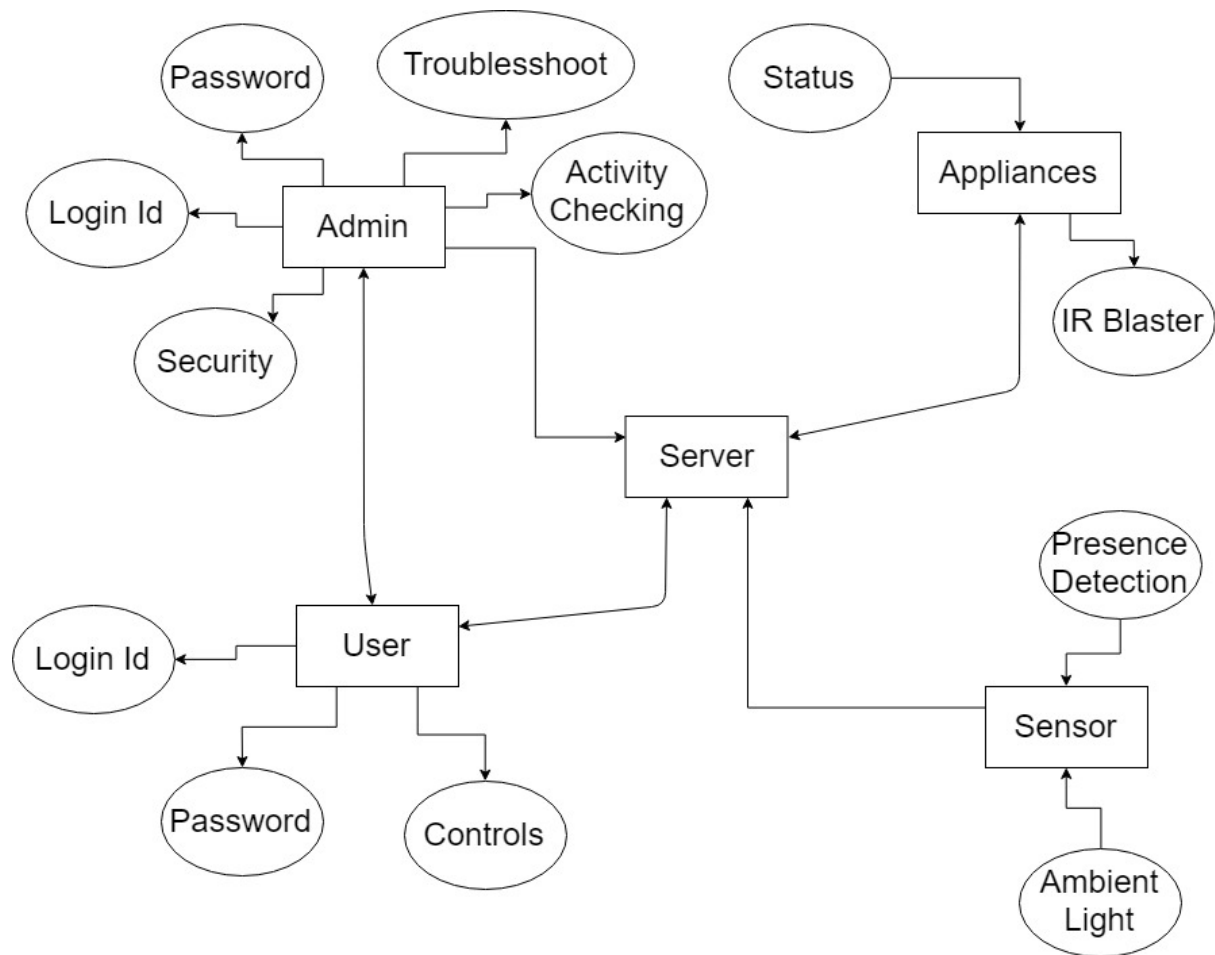 Password
Troublesshoot
Status
Login Id
Admin
Activity
Checking
Appliances
Security
IR Blaster
Server
Presence
Detection
Login Id
User
Sensor
Password
Controls
Ambient
Light